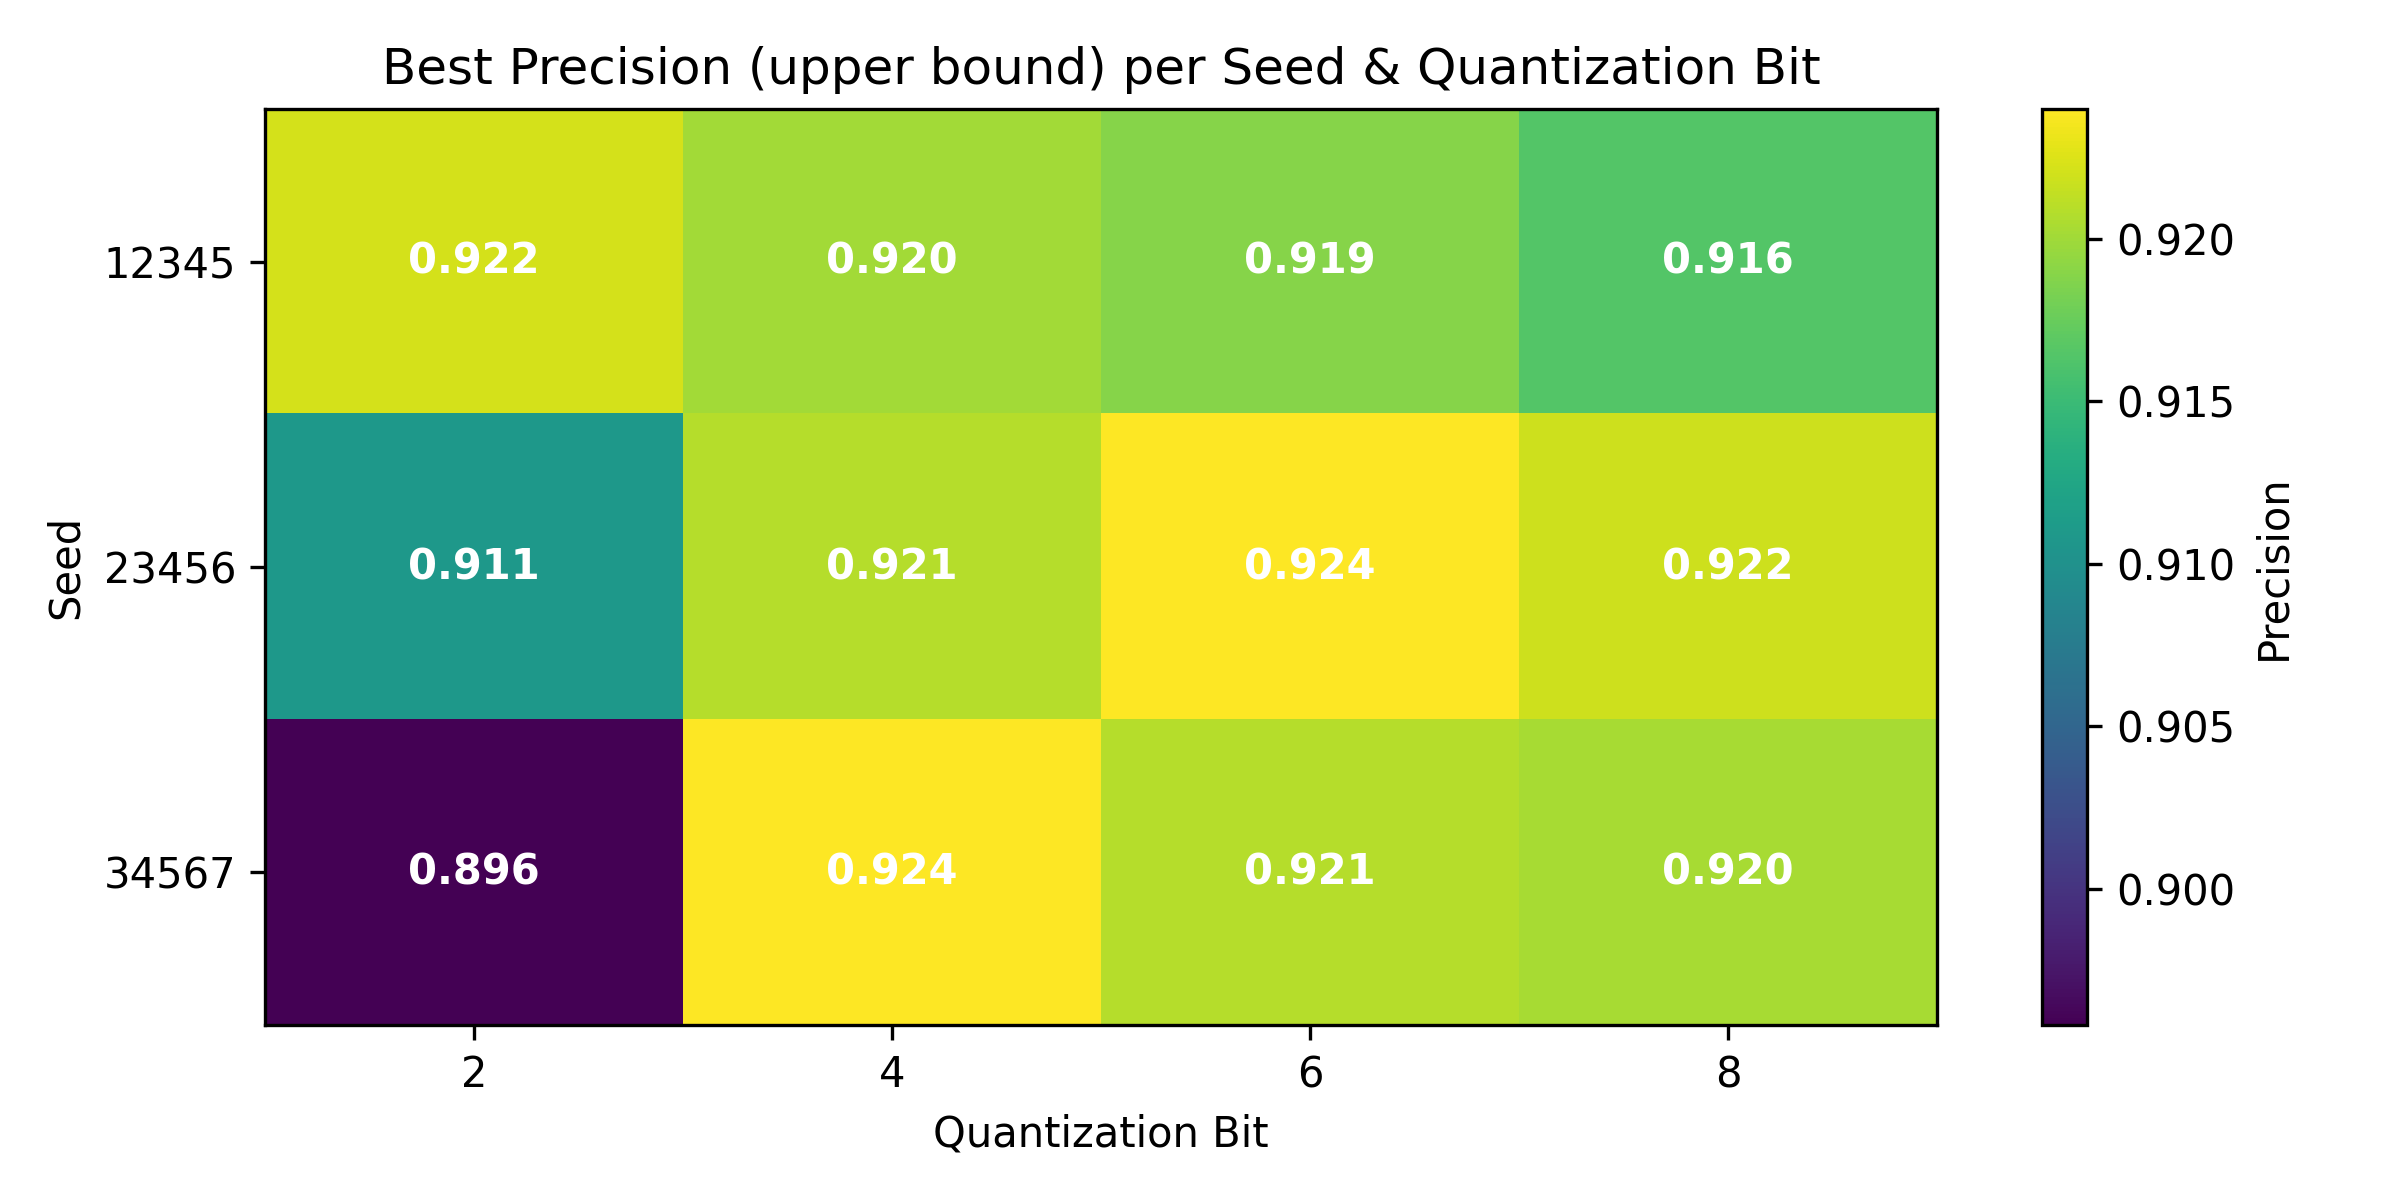 Best Precision (upper bound) per Seed & Quantization Bit
12345 0.922 0.920 0.919 0.916
23456 0.911 0.921 0.924 0.922
34567 0.896 0.924 0.921 0.920
2 4 6 8
Quantization Bit
Seed
0.920
0.915
0.910
0.905
0.900
Precision